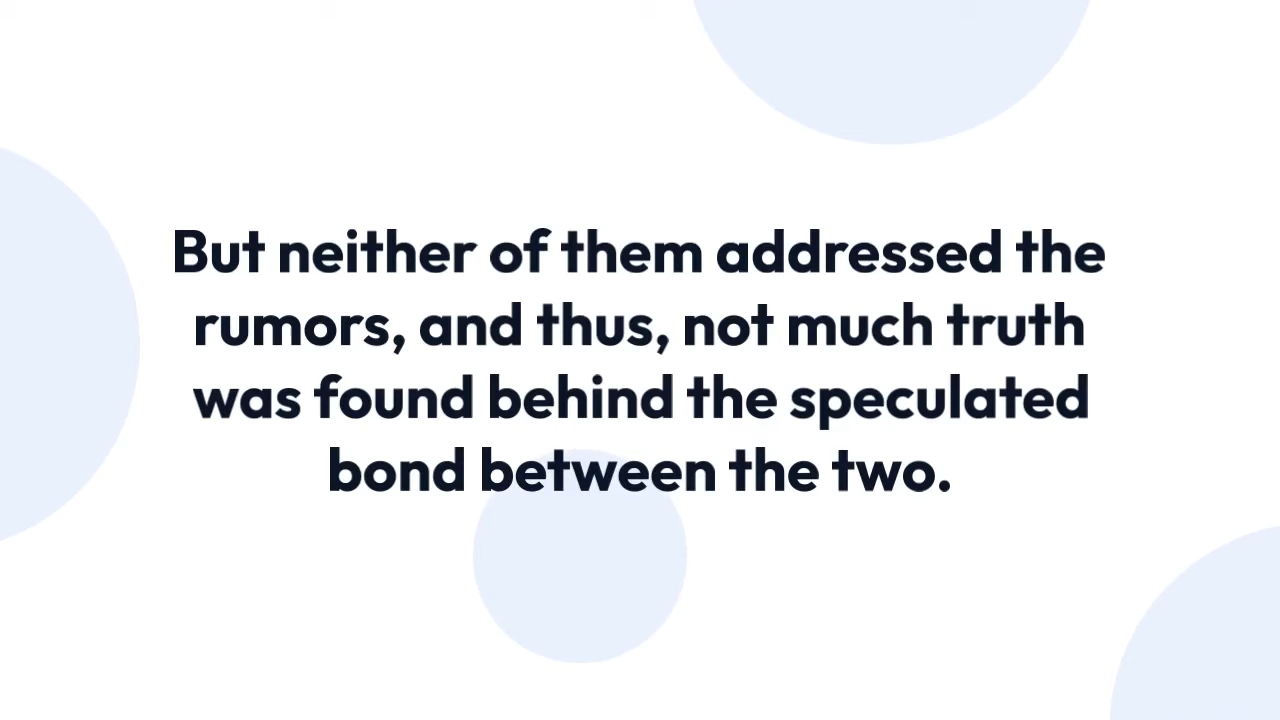 But neither of them addressed the
rumors, and thus, not much truth
was found behind the speculated
bond between the two.